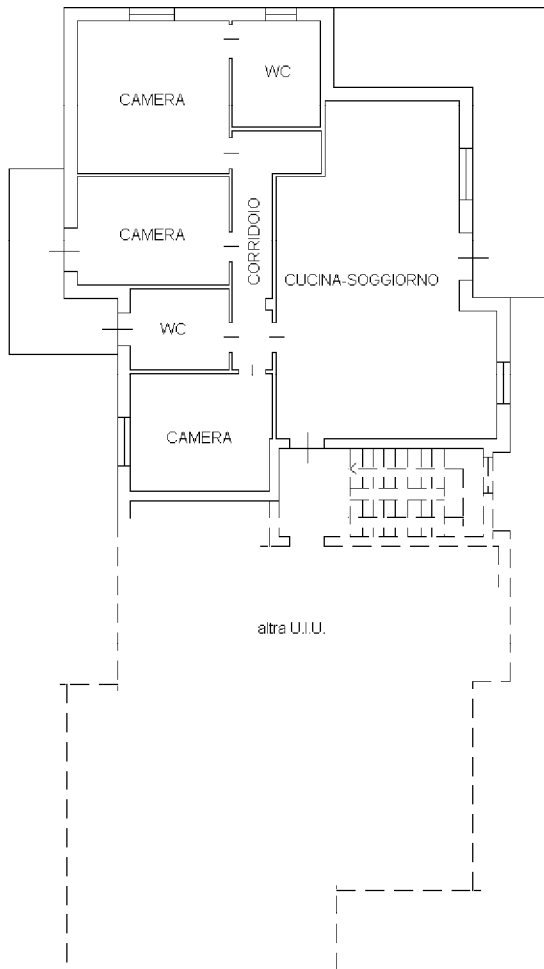 WC
CAMERA
CAMERA
CORRIDOIO
CUCINA-SOGGIORNO
WC
CAMERA
altra U.I.U.